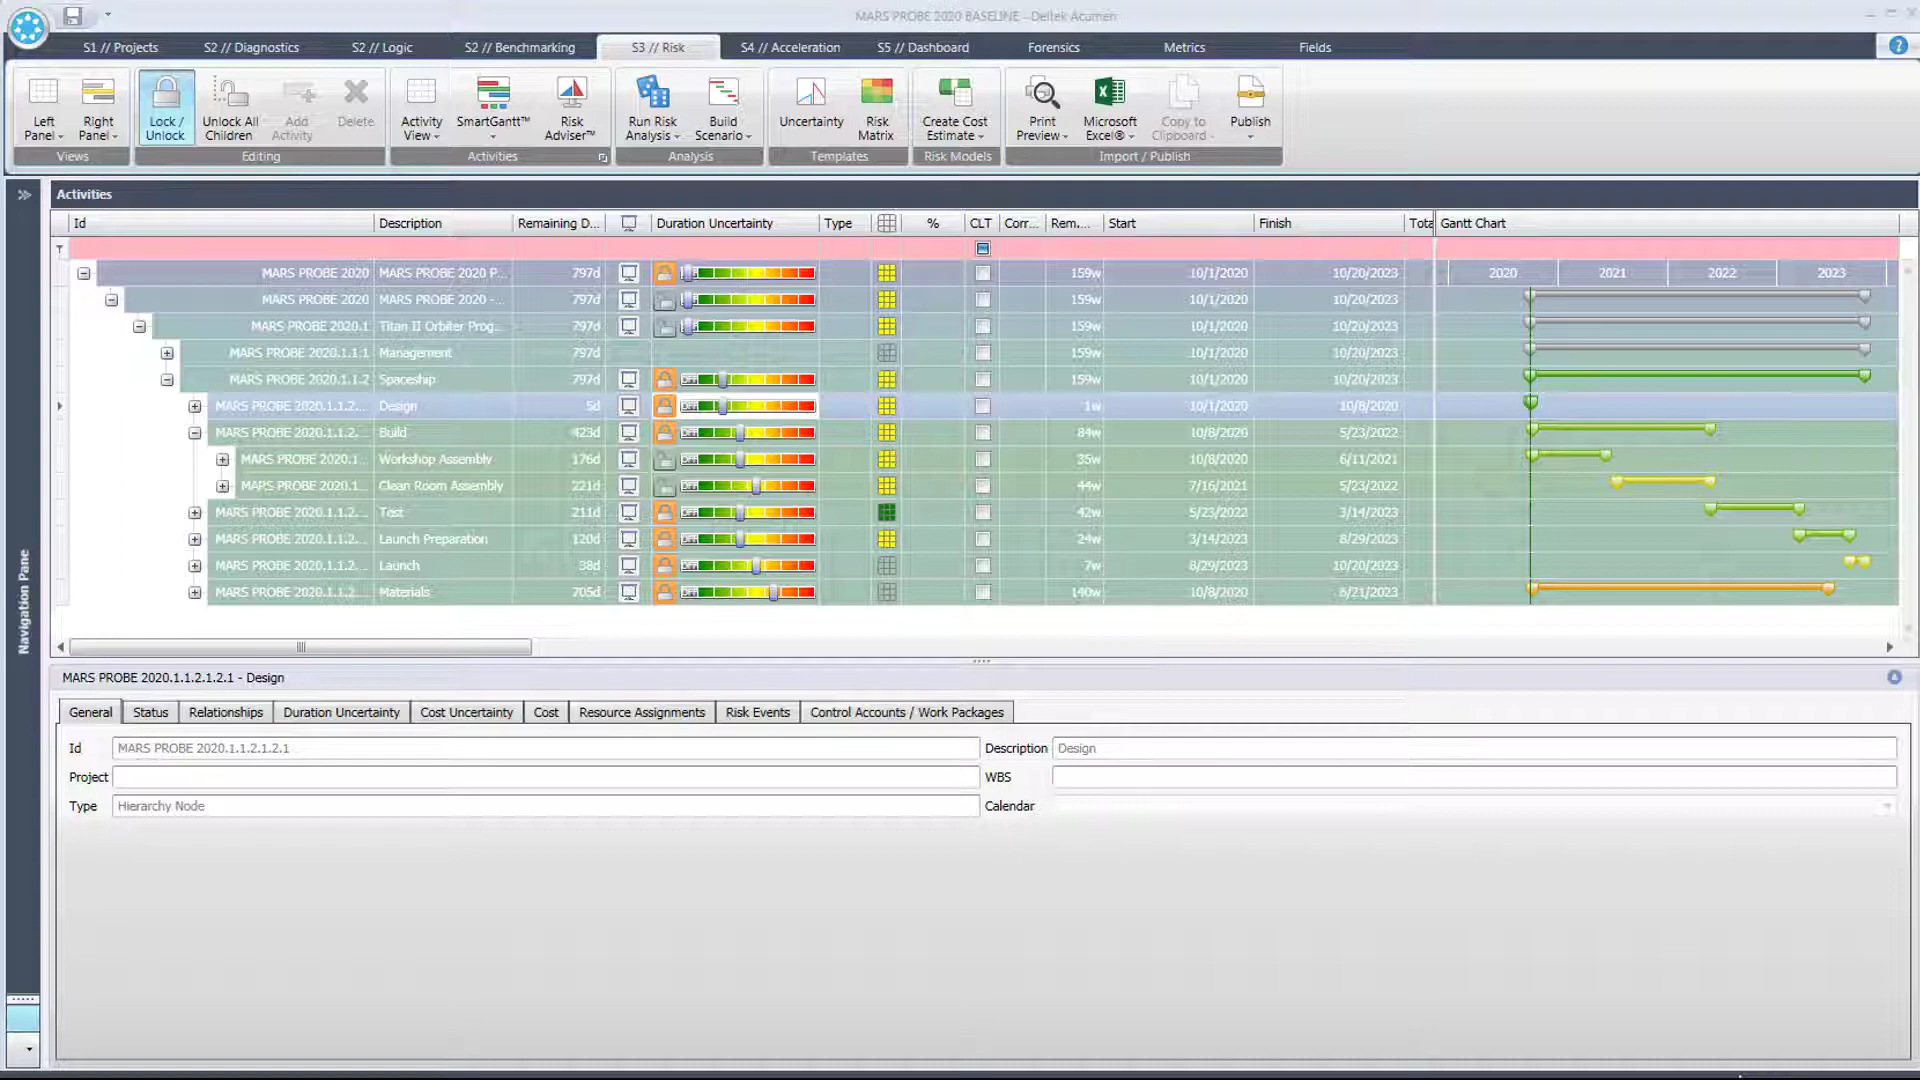 MARS PROBE 2020 BASELINE - Deltek Acumen
S1 // Projects S2 // Diagnostics S2 // Logic S2 // Benchmarking S3 // Risk S4 // Acceleration S5 // Dashboard Forensics Metrics Fields
Left Panel Right Panel Lock / Unlock Unlock All Children Add Activity Delete Activity View SmartGantt™ Risk Adviser™ Run Risk Analysis Build Scenario Uncertainty Risk Matrix Create Cost Estimate Print Preview Microsoft Excel® Copy to Clipboard Publish
Views Editing Activities Analysis Templates Risk Models Import / Publish
Activities
Id Description Remaining D... Duration Uncertainty Type % CLT Corr... Rem.... Start Finish Tota Gantt Chart
MARS PROBE 2020 MARS PROBE 2020 P... 797d 159w 10/1/2020 10/20/2023 2020 2021 2022 2023
MARS PROBE 2020 MARS PROBE 2020 - ... 797d 159w 10/1/2020 10/20/2023
MARS PROBE 2020.1 Titan II Orbiter Prog... 797d 159w 10/1/2020 10/20/2023
MARS PROBE 2020.1.1.1 Management 797d 159w 10/1/2020 10/20/2023
MARS PROBE 2020.1.1.2 Spaceship 797d OFF 159w 10/1/2020 10/20/2023
MARS PROBE 2020.1.1.2... Design 5d OFF 1w 10/1/2020 10/8/2020
MARS PROBE 2020.1.1.2... Build 423d OFF 84w 10/8/2020 5/23/2022
MARS PROBE 2020.1... Workshop Assembly 176d OFF 35w 10/8/2020 6/11/2021
MARS PROBE 2020.1... Clean Room Assembly 221d OFF 44w 7/16/2021 5/23/2022
MARS PROBE 2020.1.1.2... Test 211d OFF 42w 5/23/2022 3/14/2023
MARS PROBE 2020.1.1.2... Launch Preparation 120d OFF 24w 3/14/2023 8/29/2023
MARS PROBE 2020.1.1.2... Launch 38d OFF 7w 8/29/2023 10/20/2023
MARS PROBE 2020.1.1.2... Materials 705d OFF 140w 10/8/2020 6/21/2023
Navigation Pane
MARS PROBE 2020.1.1.2.1.2.1 - Design
General Status Relationships Duration Uncertainty Cost Uncertainty Cost Resource Assignments Risk Events Control Accounts / Work Packages
Id MARS PROBE 2020.1.1.2.1.2.1 Description Design
Project WBS
Type Hierarchy Node Calendar